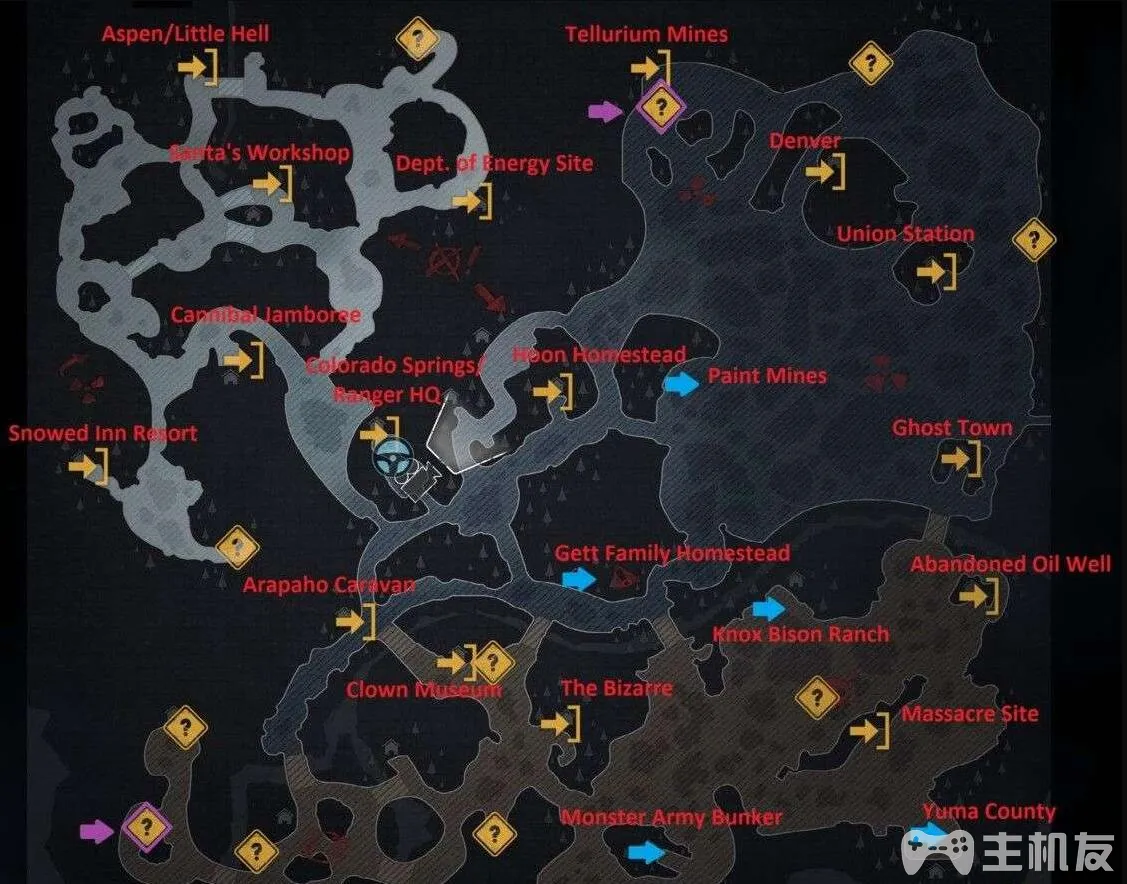 Aspen/Little Hell
?
Tellurium Mines
?
?
Denver
Santa's Workshop
Dept. of Energy Site
Union Station
?
Cannibal Jamboree
Colorado Springs/
Ranger HQ
Hoon Homestead
Paint Mines
Snowed Inn Resort
Ghost Town
?
Gett Family Homestead
Abandoned Oil Well
Arapaho Caravan
Knox Bison Ranch
?
Clown Museum
The Bizarre
?
Massacre Site
?
?
?
?
Monster Army Bunker
Yuma County
主机友